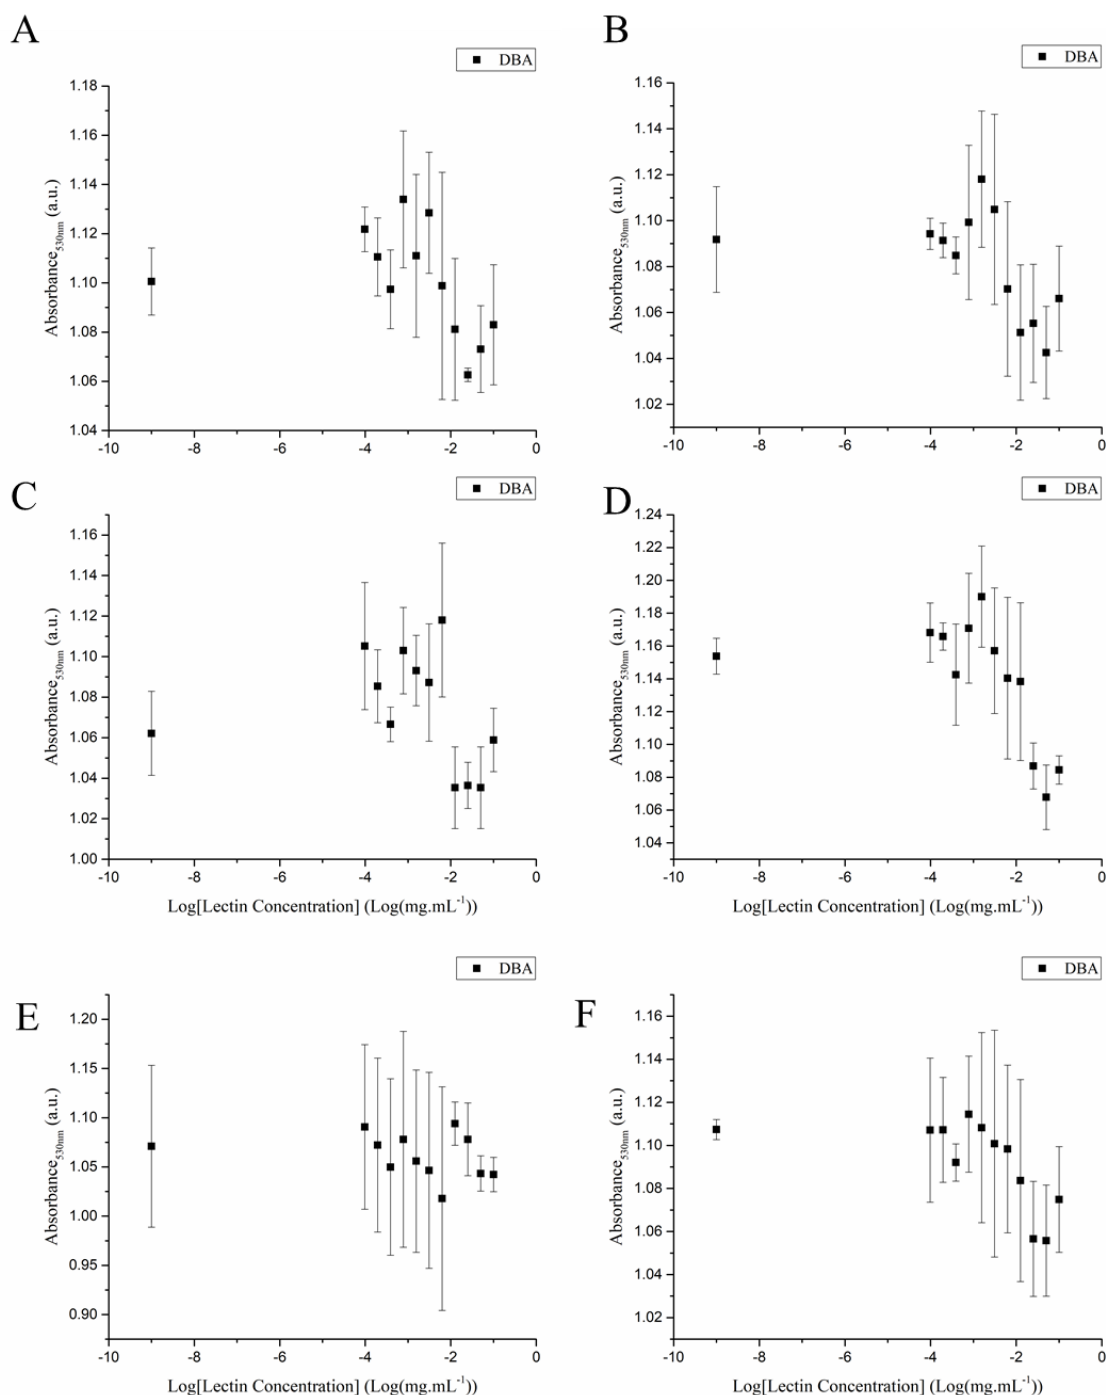 A
DBA
Absorbance530nm (a.u.)
1.18
1.16
1.14
1.12
1.10
1.08
1.06
1.04
-10 -8 -6 -4 -2 0
B
DBA
Absorbance530nm (a.u.)
1.16
1.14
1.12
1.10
1.08
1.06
1.04
1.02
-10 -8 -6 -4 -2 0
C
DBA
Absorbance530nm (a.u.)
1.16
1.14
1.12
1.10
1.08
1.06
1.04
1.02
1.00
-10 -8 -6 -4 -2 0
Log[Lectin Concentration] (Log(mg.mL-1))
D
DBA
Absorbance530nm (a.u.)
1.24
1.22
1.20
1.18
1.16
1.14
1.12
1.10
1.08
1.06
1.04
-10 -8 -6 -4 -2 0
Log[Lectin Concentration] (Log(mg.mL-1))
E
DBA
Absorbance530nm (a.u.)
1.20
1.15
1.10
1.05
1.00
0.95
0.90
-10 -8 -6 -4 -2 0
Log[Lectin Concentration] (Log(mg.mL-1))
F
DBA
Absorbance530nm (a.u.)
1.16
1.14
1.12
1.10
1.08
1.06
1.04
1.02
-10 -8 -6 -4 -2 0
Log[Lectin Concentration] (Log(mg.mL-1))